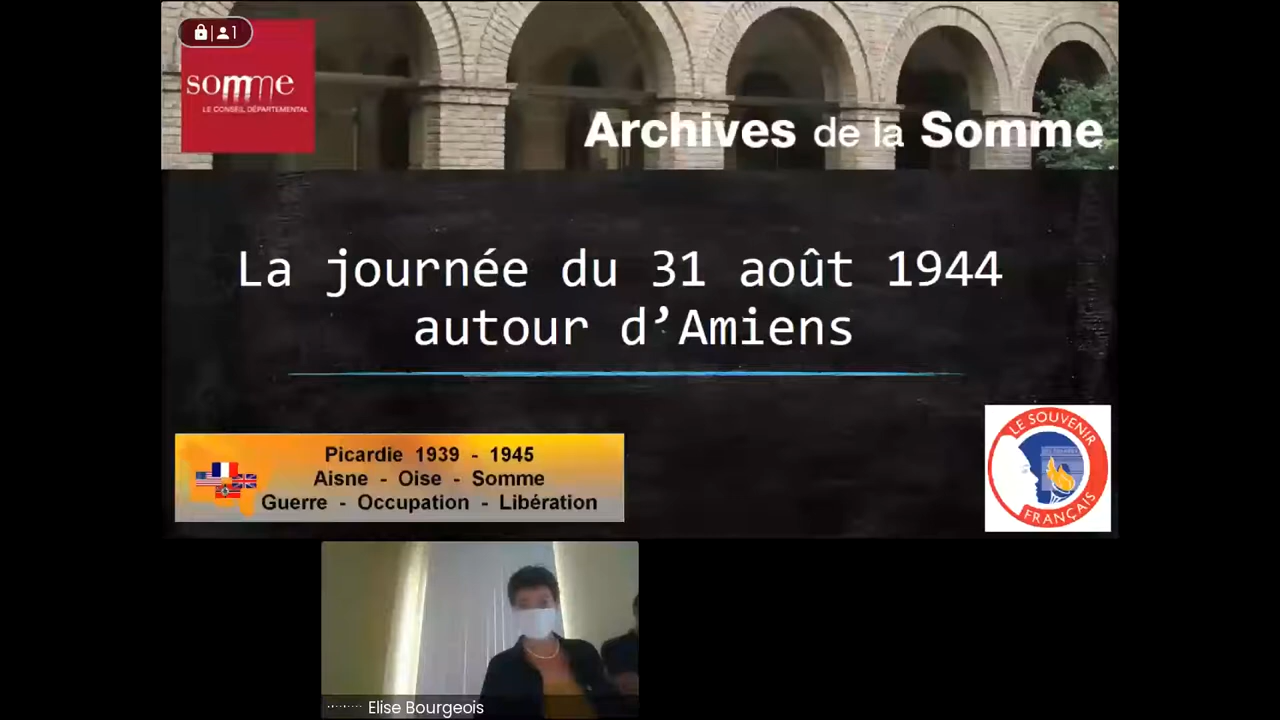 1
somme
LE CONSEIL DÉPARTEMENTAL
Archives de la Somme
La journée du 31 août 1944
autour d’Amiens
Picardie 1939 - 1945
Aisne - Oise - Somme
Guerre - Occupation - Libération
LE SOUVENIR
FRANÇAIS
Elise Bourgeois